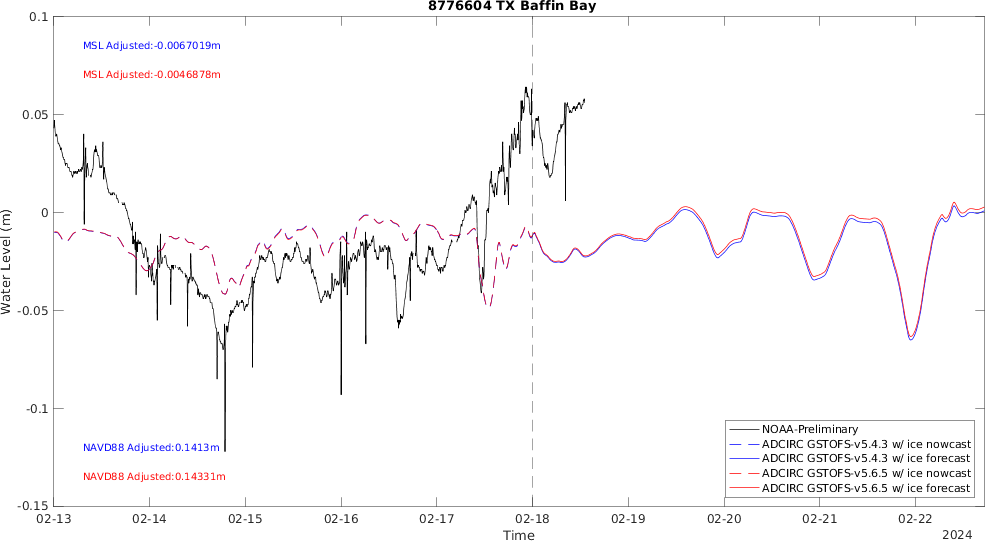 8776604 TX Baffin Bay
0.1
MSL Adjusted:-0.0067019m
MSL Adjusted:-0.0046878m
0.05
0
Water Level (m)
-0.05
-0.1
NAVD88 Adjusted:0.1413m
NAVD88 Adjusted:0.14331m
-0.15
NOAA-Preliminary
ADCIRC GSTOFS-v5.4.3 w/ ice nowcast
ADCIRC GSTOFS-v5.4.3 w/ ice forecast
ADCIRC GSTOFS-v5.6.5 w/ ice nowcast
ADCIRC GSTOFS-v5.6.5 w/ ice forecast
02-13 02-14 02-15 02-16 02-17 02-18 02-19 02-20 02-21 02-22
Time
2024